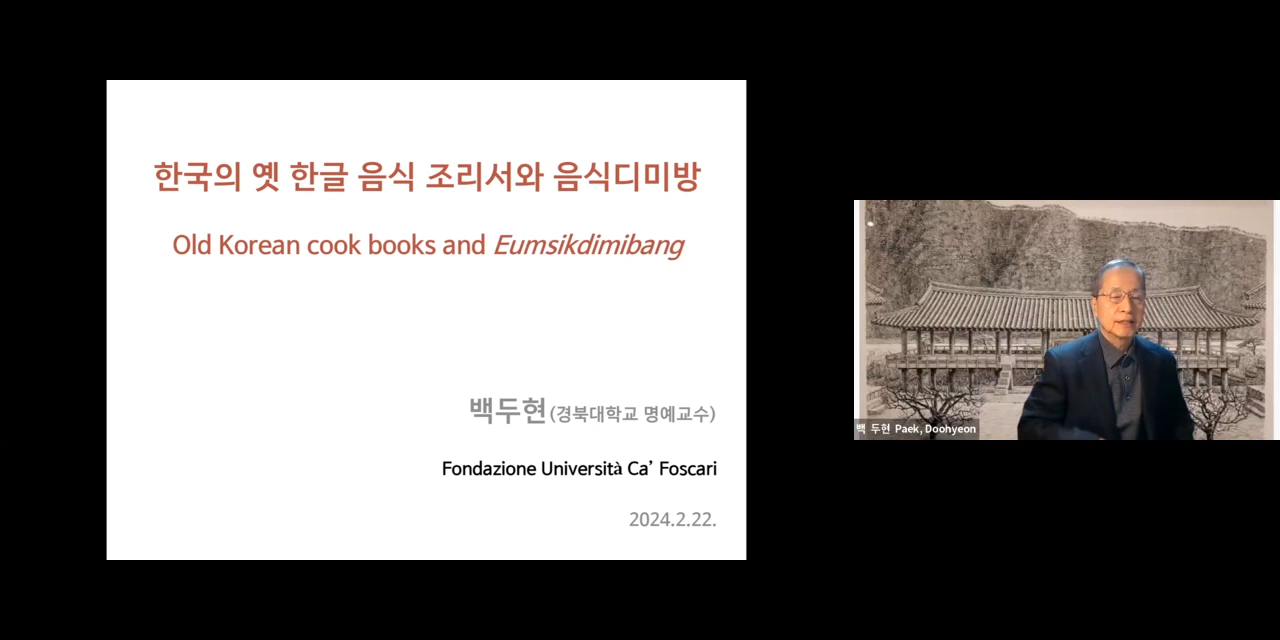 한국의 옛 한글 음식 조리서와 음식디미방
Old Korean cook books and Eumsikdimibang
백두현(경북대학교 명예교수)
Fondazione Università Ca’ Foscari
2024.2.22.
백 두현 Paek, Doohyeon